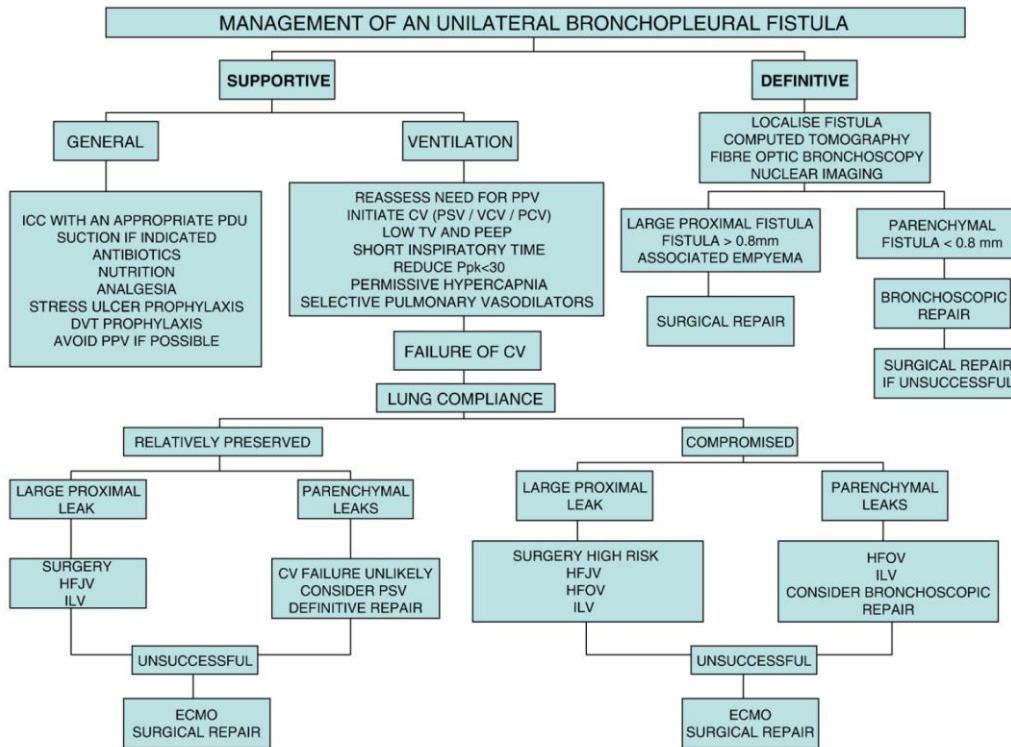 MANAGEMENT OF AN UNILATERAL BRONCHOPLEURAL FISTULA
SUPPORTIVE
DEFINITIVE
GENERAL
VENTILATION
LOCALISE FISTULA
COMPUTED TOMOGRAPHY
FIBRE OPTIC BRONCHOSCOPY
NUCLEAR IMAGING
ICC WITH AN APPROPRIATE PDU
SUCTION IF INDICATED
ANTIBIOTICS
NUTRITION
ANALGESIA
STRESS ULCER PROPHYLAXIS
DVT PROPHYLAXIS
AVOID PPV IF POSSIBLE
REASSESS NEED FOR PPV
INITIATE CV (PSV / VCV / PCV)
LOW TV AND PEEP
SHORT INSPIRATORY TIME
REDUCE Ppk<30
PERMISSIVE HYPERCAPNIA
SELECTIVE PULMONARY VASODILATORS
LARGE PROXIMAL FISTULA
FISTULA > 0.8mm
ASSOCIATED EMPYEMA
PARENCHYMAL
FISTULA < 0.8 mm
SURGICAL REPAIR
BRONCHOSCOPIC
REPAIR
SURGICAL REPAIR
IF UNSUCCESSFUL
FAILURE OF CV
LUNG COMPLIANCE
RELATIVELY PRESERVED
COMPROMISED
LARGE PROXIMAL
LEAK
PARENCHYMAL
LEAKS
LARGE PROXIMAL
LEAK
PARENCHYMAL
LEAKS
SURGERY
HFJV
ILV
CV FAILURE UNLIKELY
CONSIDER PSV
DEFINITIVE REPAIR
SURGERY HIGH RISK
HFJV
HFOV
ILV
HFOV
ILV
CONSIDER BRONCHOSCOPIC
REPAIR
UNSUCCESSFUL
UNSUCCESSFUL
ECMO
SURGICAL REPAIR
ECMO
SURGICAL REPAIR